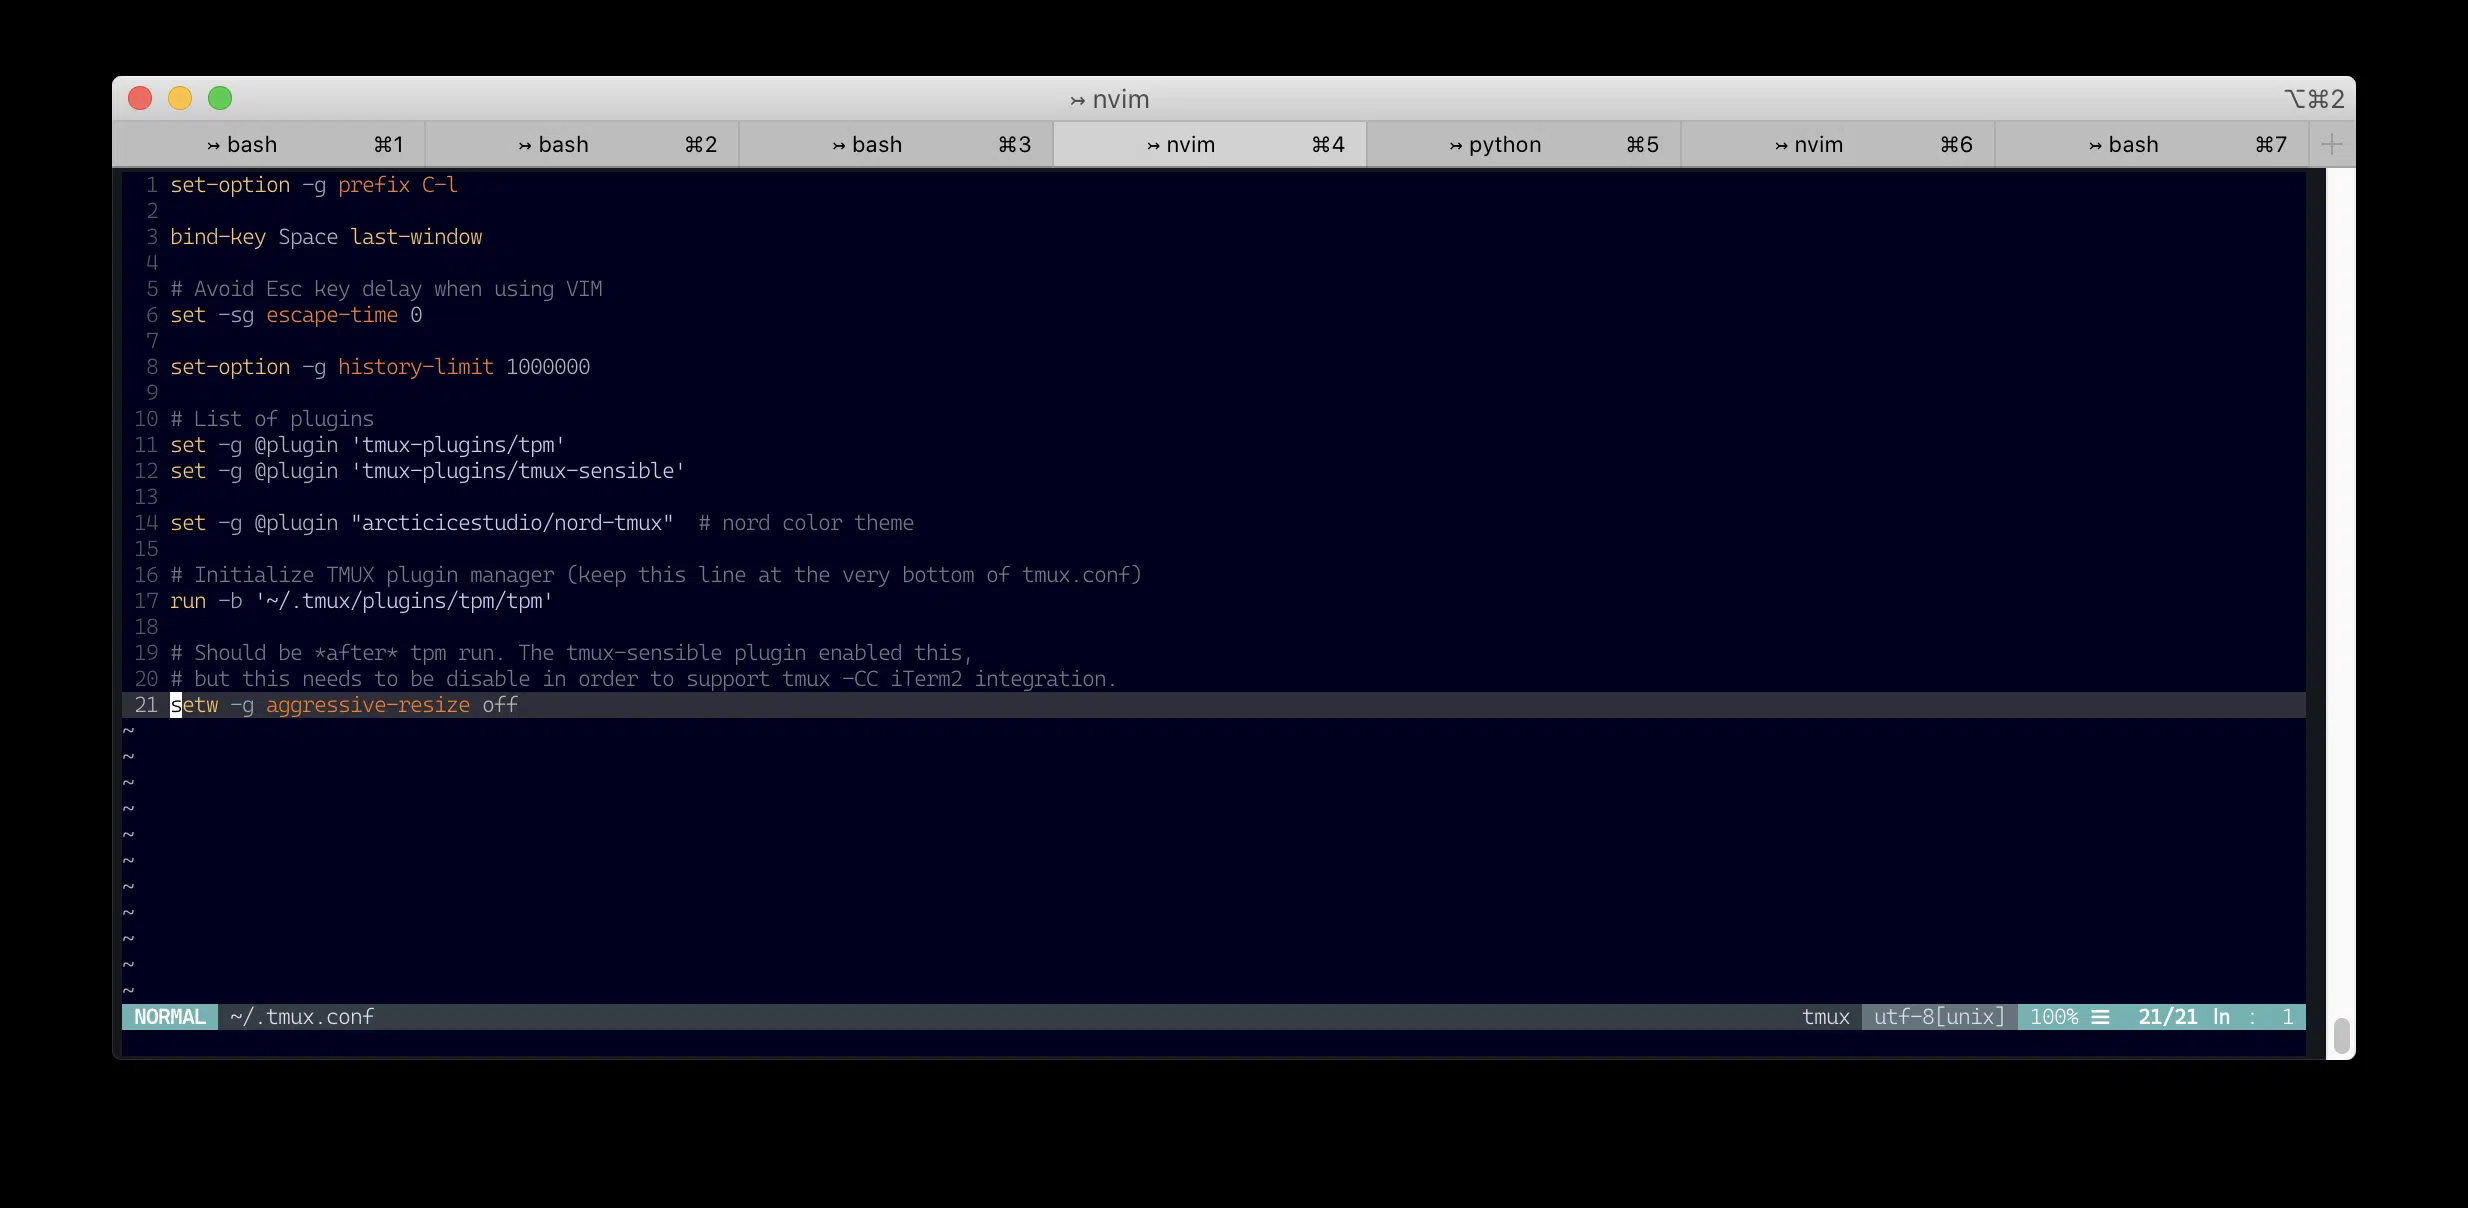 ↣ nvim ⌥⌘2
↣ bash ⌘1 ↣ bash ⌘2 ↣ bash ⌘3 ↣ nvim ⌘4 ↣ python ⌘5 ↣ nvim ⌘6 ↣ bash ⌘7 +
1 set-option -g prefix C-l
2
3 bind-key Space last-window
4
5 # Avoid Esc key delay when using VIM
6 set -sg escape-time 0
7
8 set-option -g history-limit 1000000
9
10 # List of plugins
11 set -g @plugin 'tmux-plugins/tpm'
12 set -g @plugin 'tmux-plugins/tmux-sensible'
13
14 set -g @plugin "arcticicestudio/nord-tmux"  # nord color theme
15
16 # Initialize TMUX plugin manager (keep this line at the very bottom of tmux.conf)
17 run -b '~/.tmux/plugins/tpm/tpm'
18
19 # Should be *after* tpm run. The tmux-sensible plugin enabled this,
20 # but this needs to be disable in order to support tmux -CC iTerm2 integration.
21 setw -g aggressive-resize off
~
~
~
~
~
~
~
~
~
~
~
NORMAL ~/.tmux.conf tmux utf-8[unix] 100% ☰ 21/21 ln : 1